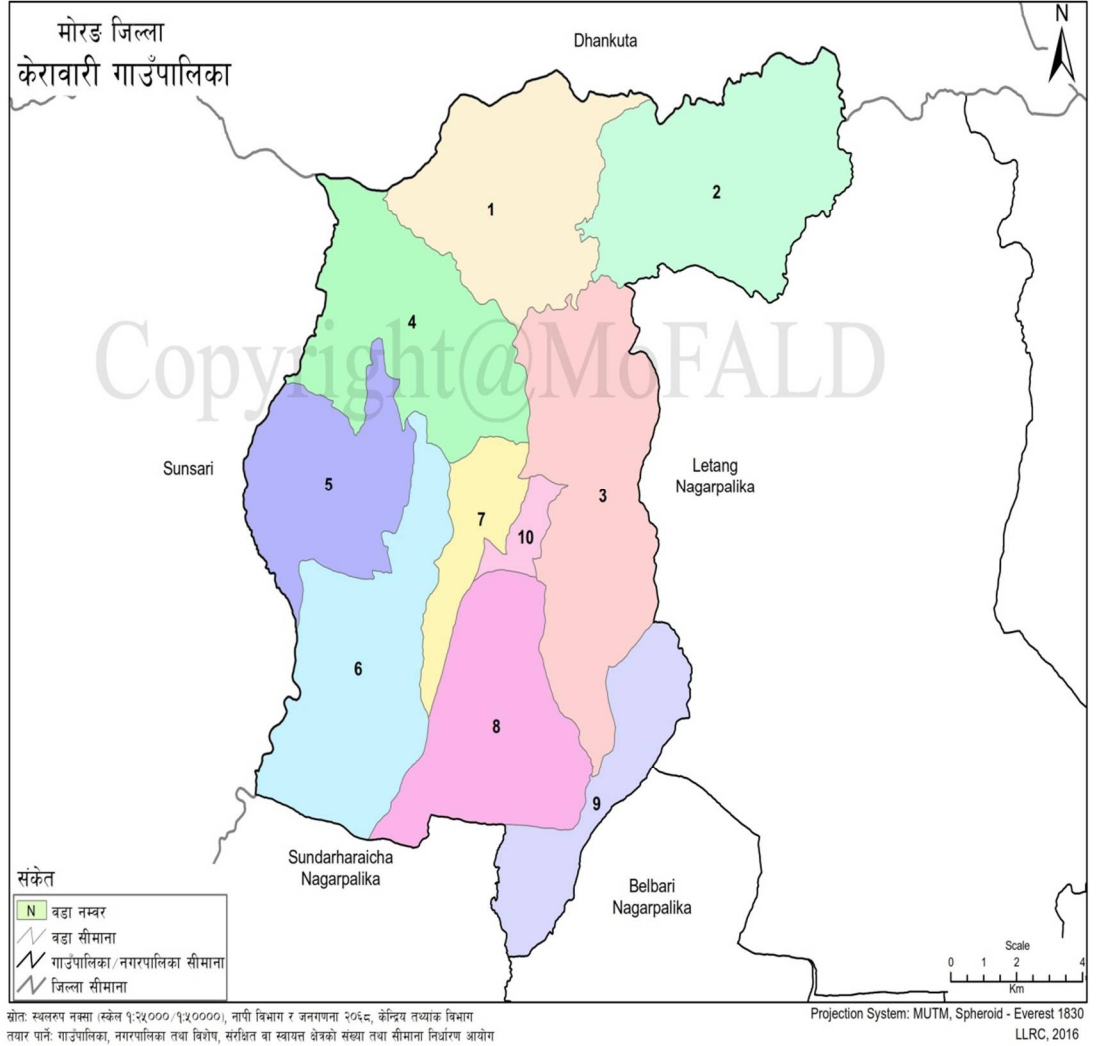 मोरङ जिल्ला
केरावारी गाउँपालिका
Dhankuta
N
1
2
4
Copyright@MoFALD
Sunsari
5
Letang
Nagarpalika
3
7
10
6
8
9
Sundarharaicha
Nagarpalika
Belbari
Nagarpalika
संकेत
N वडा नम्बर
वडा सीमाना
गाउँपालिका/नगरपालिका सीमाना
जिल्ला सीमाना
Scale
0 1 2 4
Km
स्रोतः स्थलरुप नक्सा (स्केल १:२५०००/१:५००००), नापी विभाग र जनगणना २०६८, केन्द्रिय तथ्यांक विभाग
तयार पार्नेः गाउँपालिका, नगरपालिका तथा विशेष, संरक्षित वा स्वायत्त क्षेत्रको संख्या तथा सीमाना निर्धारण आयोग
Projection System: MUTM, Spheroid - Everest 1830
LLRC, 2016